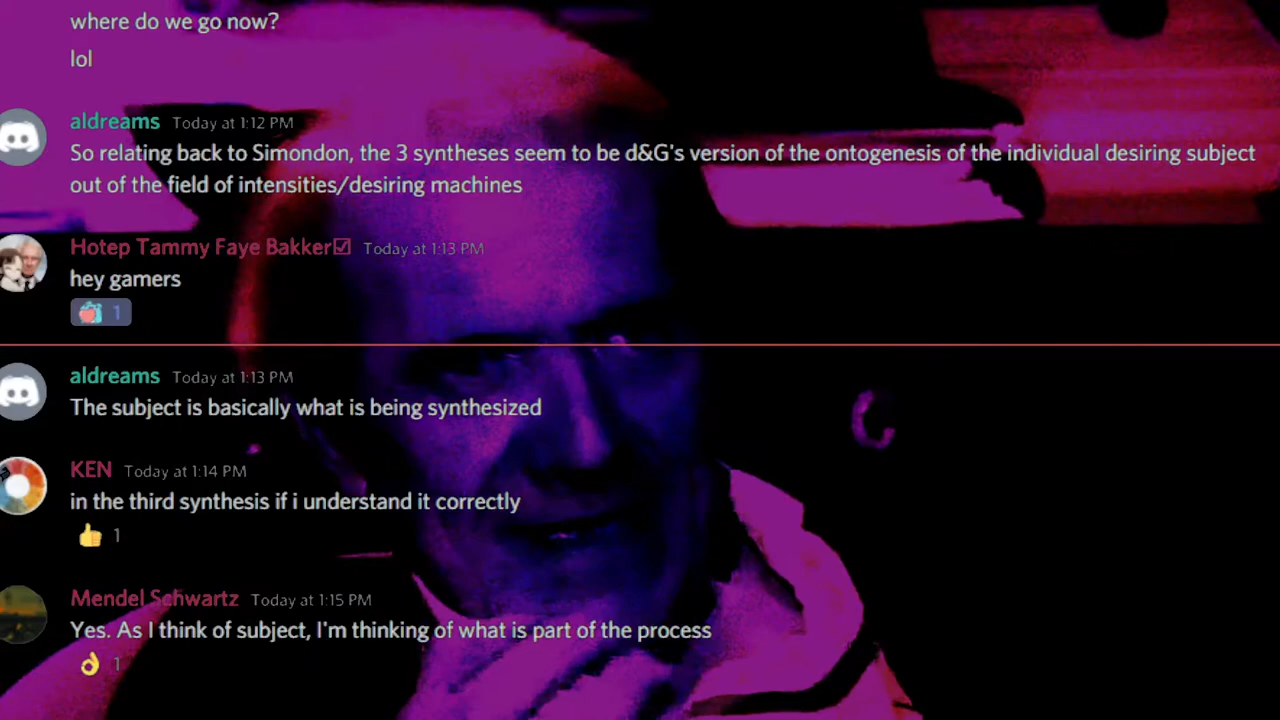 where do we go now?
lol
aldreams Today at 1:12 PM
So relating back to Simondon, the 3 syntheses seem to be d&G's version of the ontogenesis of the individual desiring subject
out of the field of intensities/desiring machines
Hotep Tammy Faye Bakker☑ Today at 1:13 PM
hey gamers
1
aldreams Today at 1:13 PM
The subject is basically what is being synthesized
KEN Today at 1:14 PM
in the third synthesis if i understand it correctly
👍 1
Mendel Schwartz Today at 1:15 PM
Yes. As I think of subject, I'm thinking of what is part of the process
👌 1